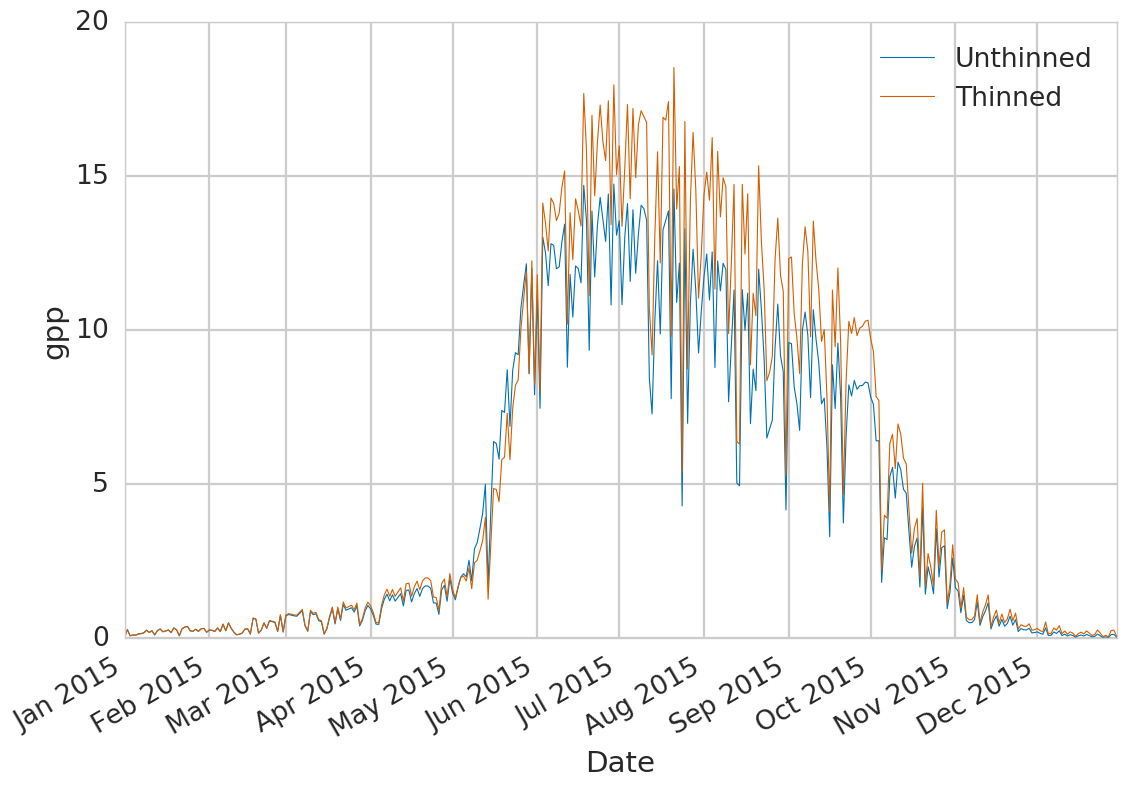 20
15
10
5
0
gpp
Unthinned
Thinned
Jan 2015
Feb 2015
Mar 2015
Apr 2015
May 2015
Jun 2015
Jul 2015
Aug 2015
Sep 2015
Oct 2015
Nov 2015
Dec 2015
Date